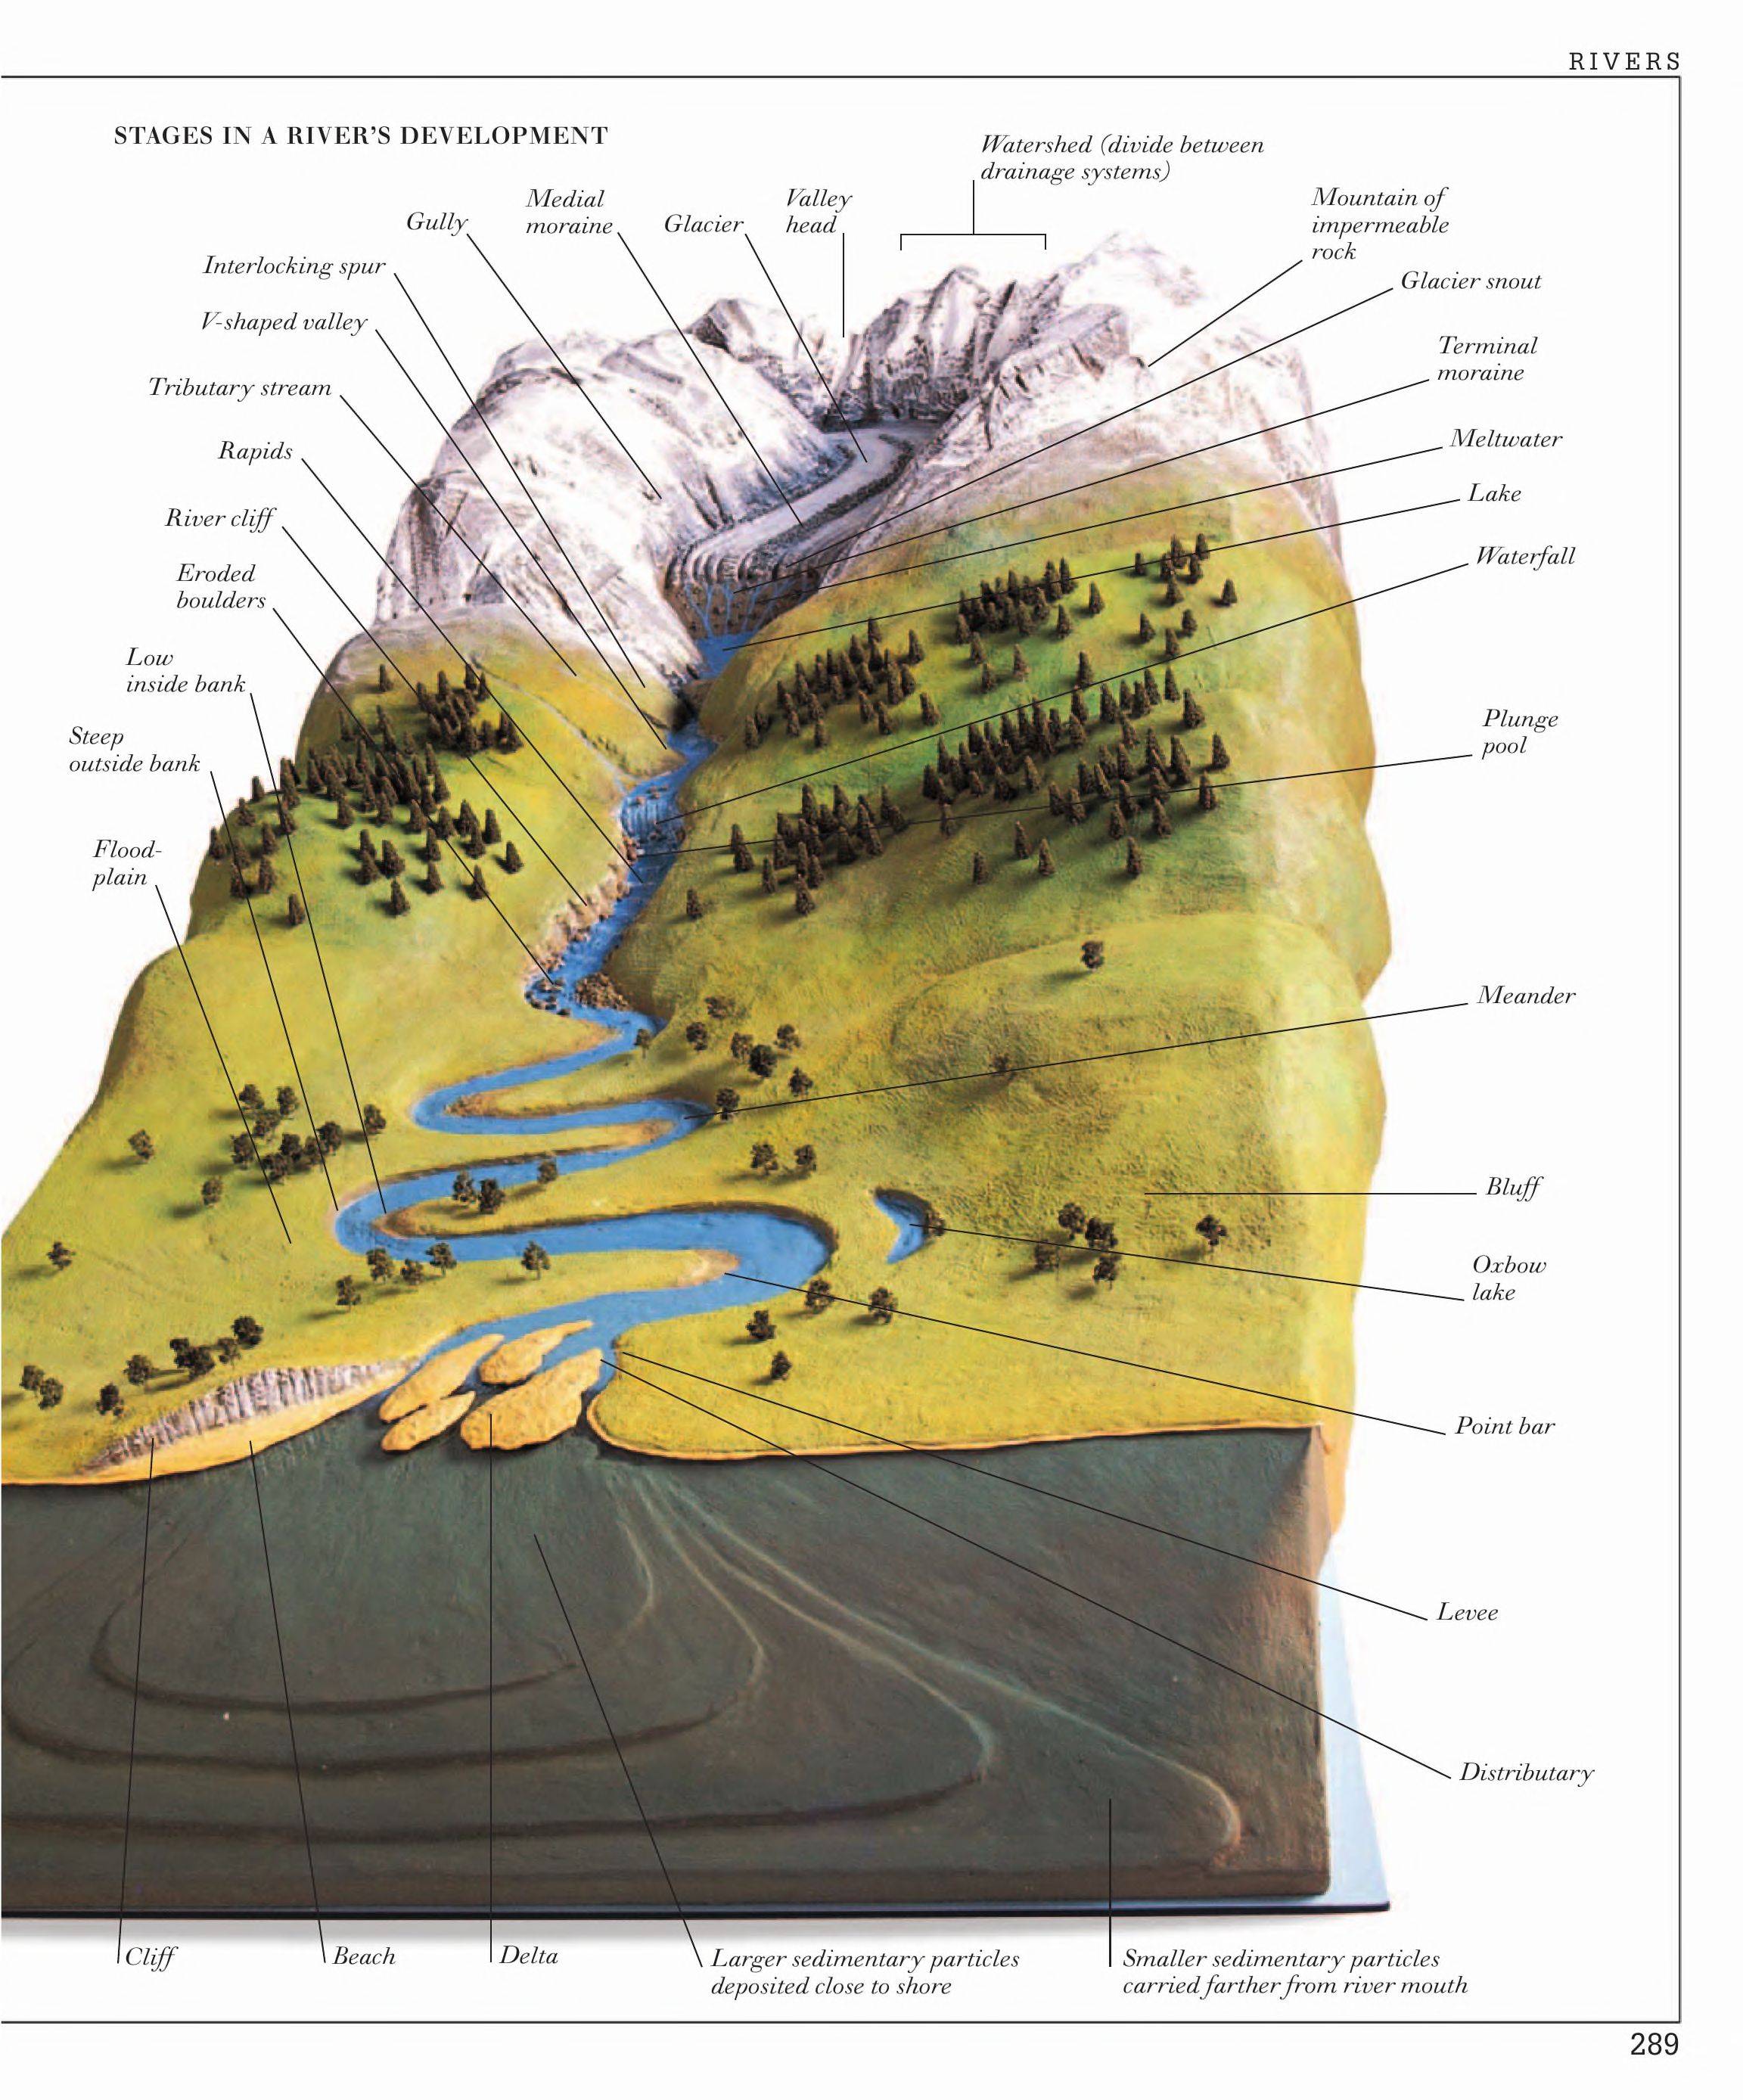 RIVERS
STAGES IN A RIVER'S DEVELOPMENT
Watershed (divide between
drainage systems)
Medial
moraine
Valley
head
Mountain of
impermeable
rock
Gully
Glacier
Interlocking spur
Glacier snout
V-shaped valley
Terminal
moraine
Tributary stream
Meltwater
Rapids
Lake
River cliff
Waterfall
Eroded
boulders
Low
inside bank
Plunge
pool
Steep
outside bank
Flood-
plain
Meander
Bluff
Oxbow
lake
Point bar
Levee
Distributary
Cliff
Beach
Delta
Larger sedimentary particles
deposited close to shore
Smaller sedimentary particles
carried farther from river mouth
289